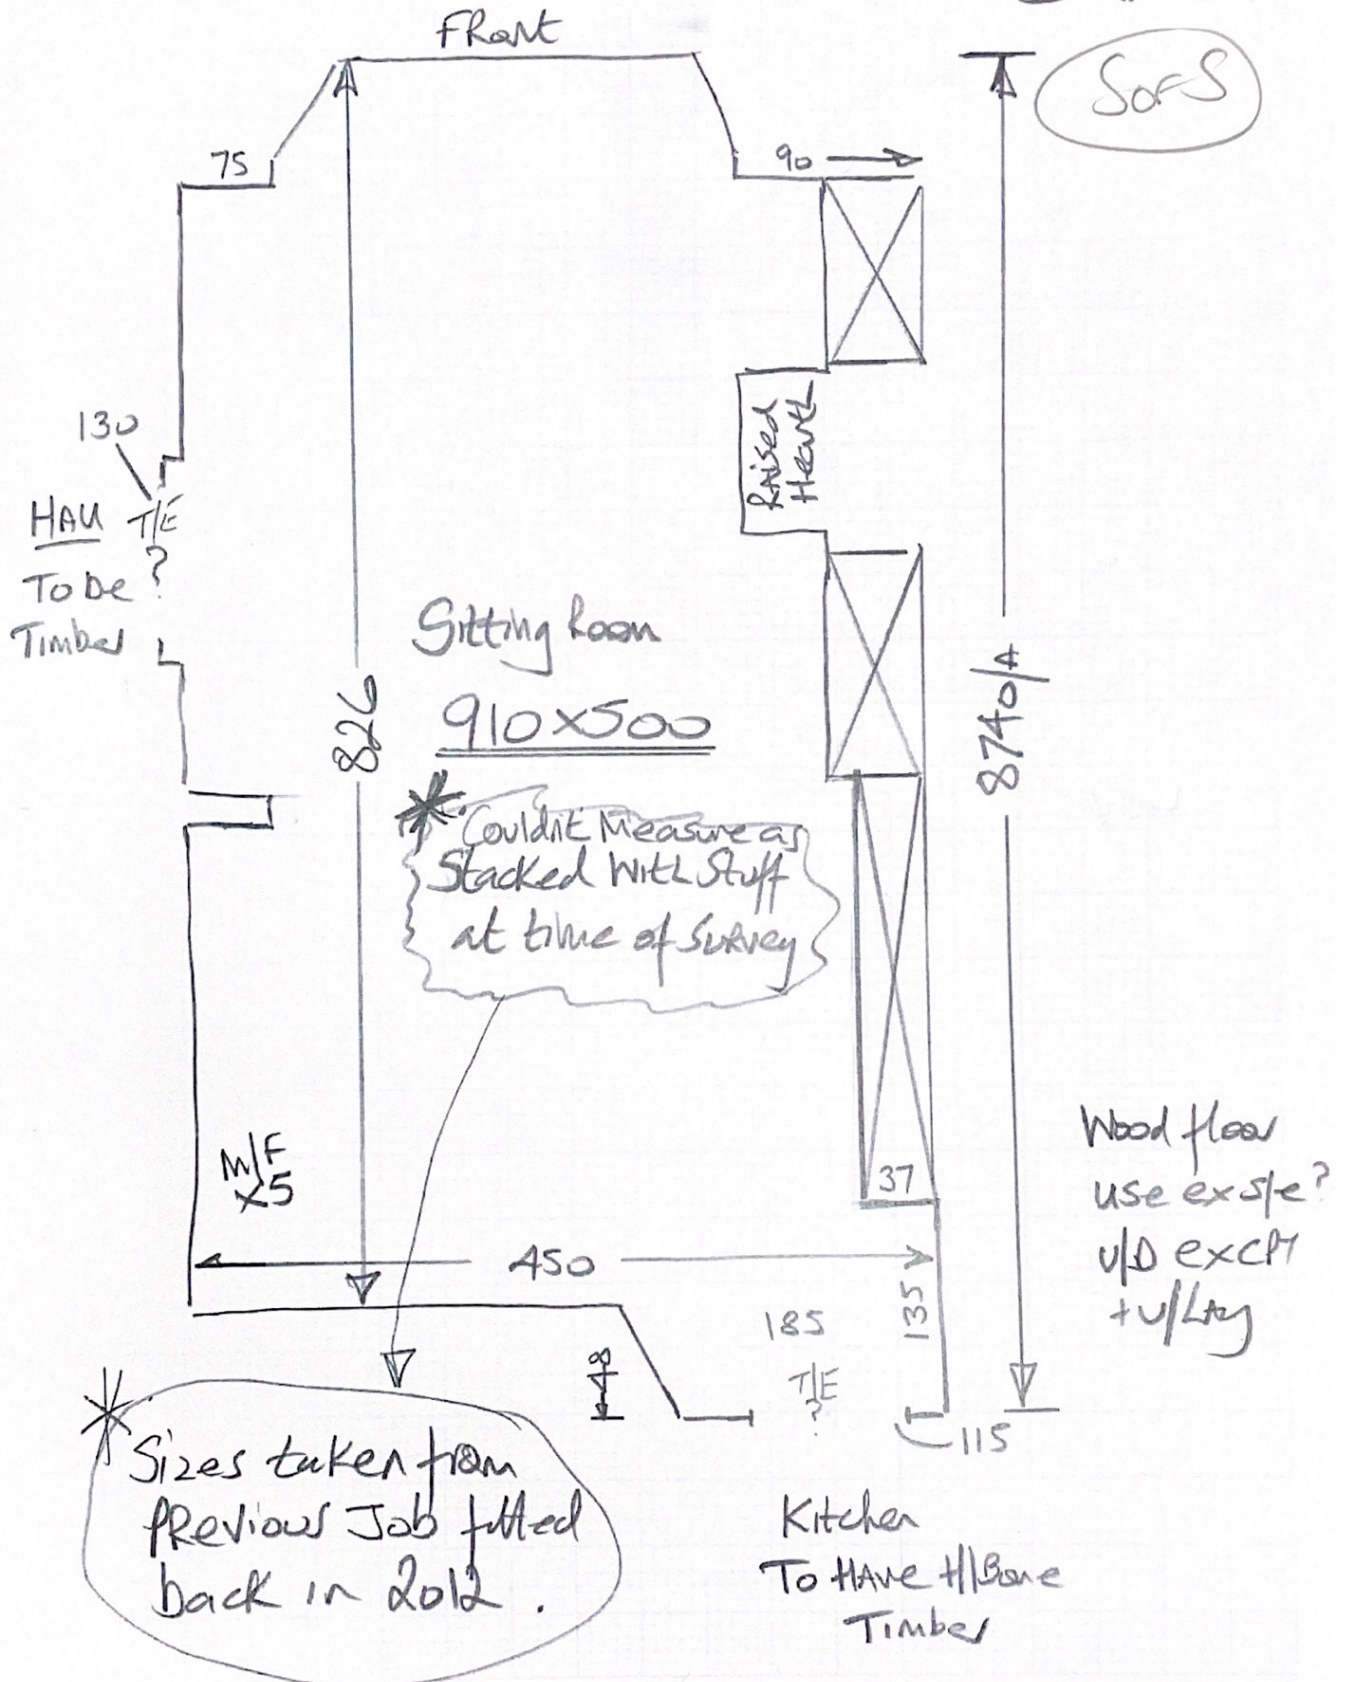 Front
SofS
75
90
130
HALL T/E
?
To be
Timber
Raised
Hearth
Sitting Room
910x500
826
8740/A
* Couldn't Measure as
Stacked With Stuff
at time of Survey
M/F
x5
37
450
135
185
T/E
?
115
Wood floor
use ex s/e?
U/D ex CPT
+ U/Lay
* Sizes taken from
Previous Job fitted
back in 2012.
Kitchen
To Have H/Bone
Timber